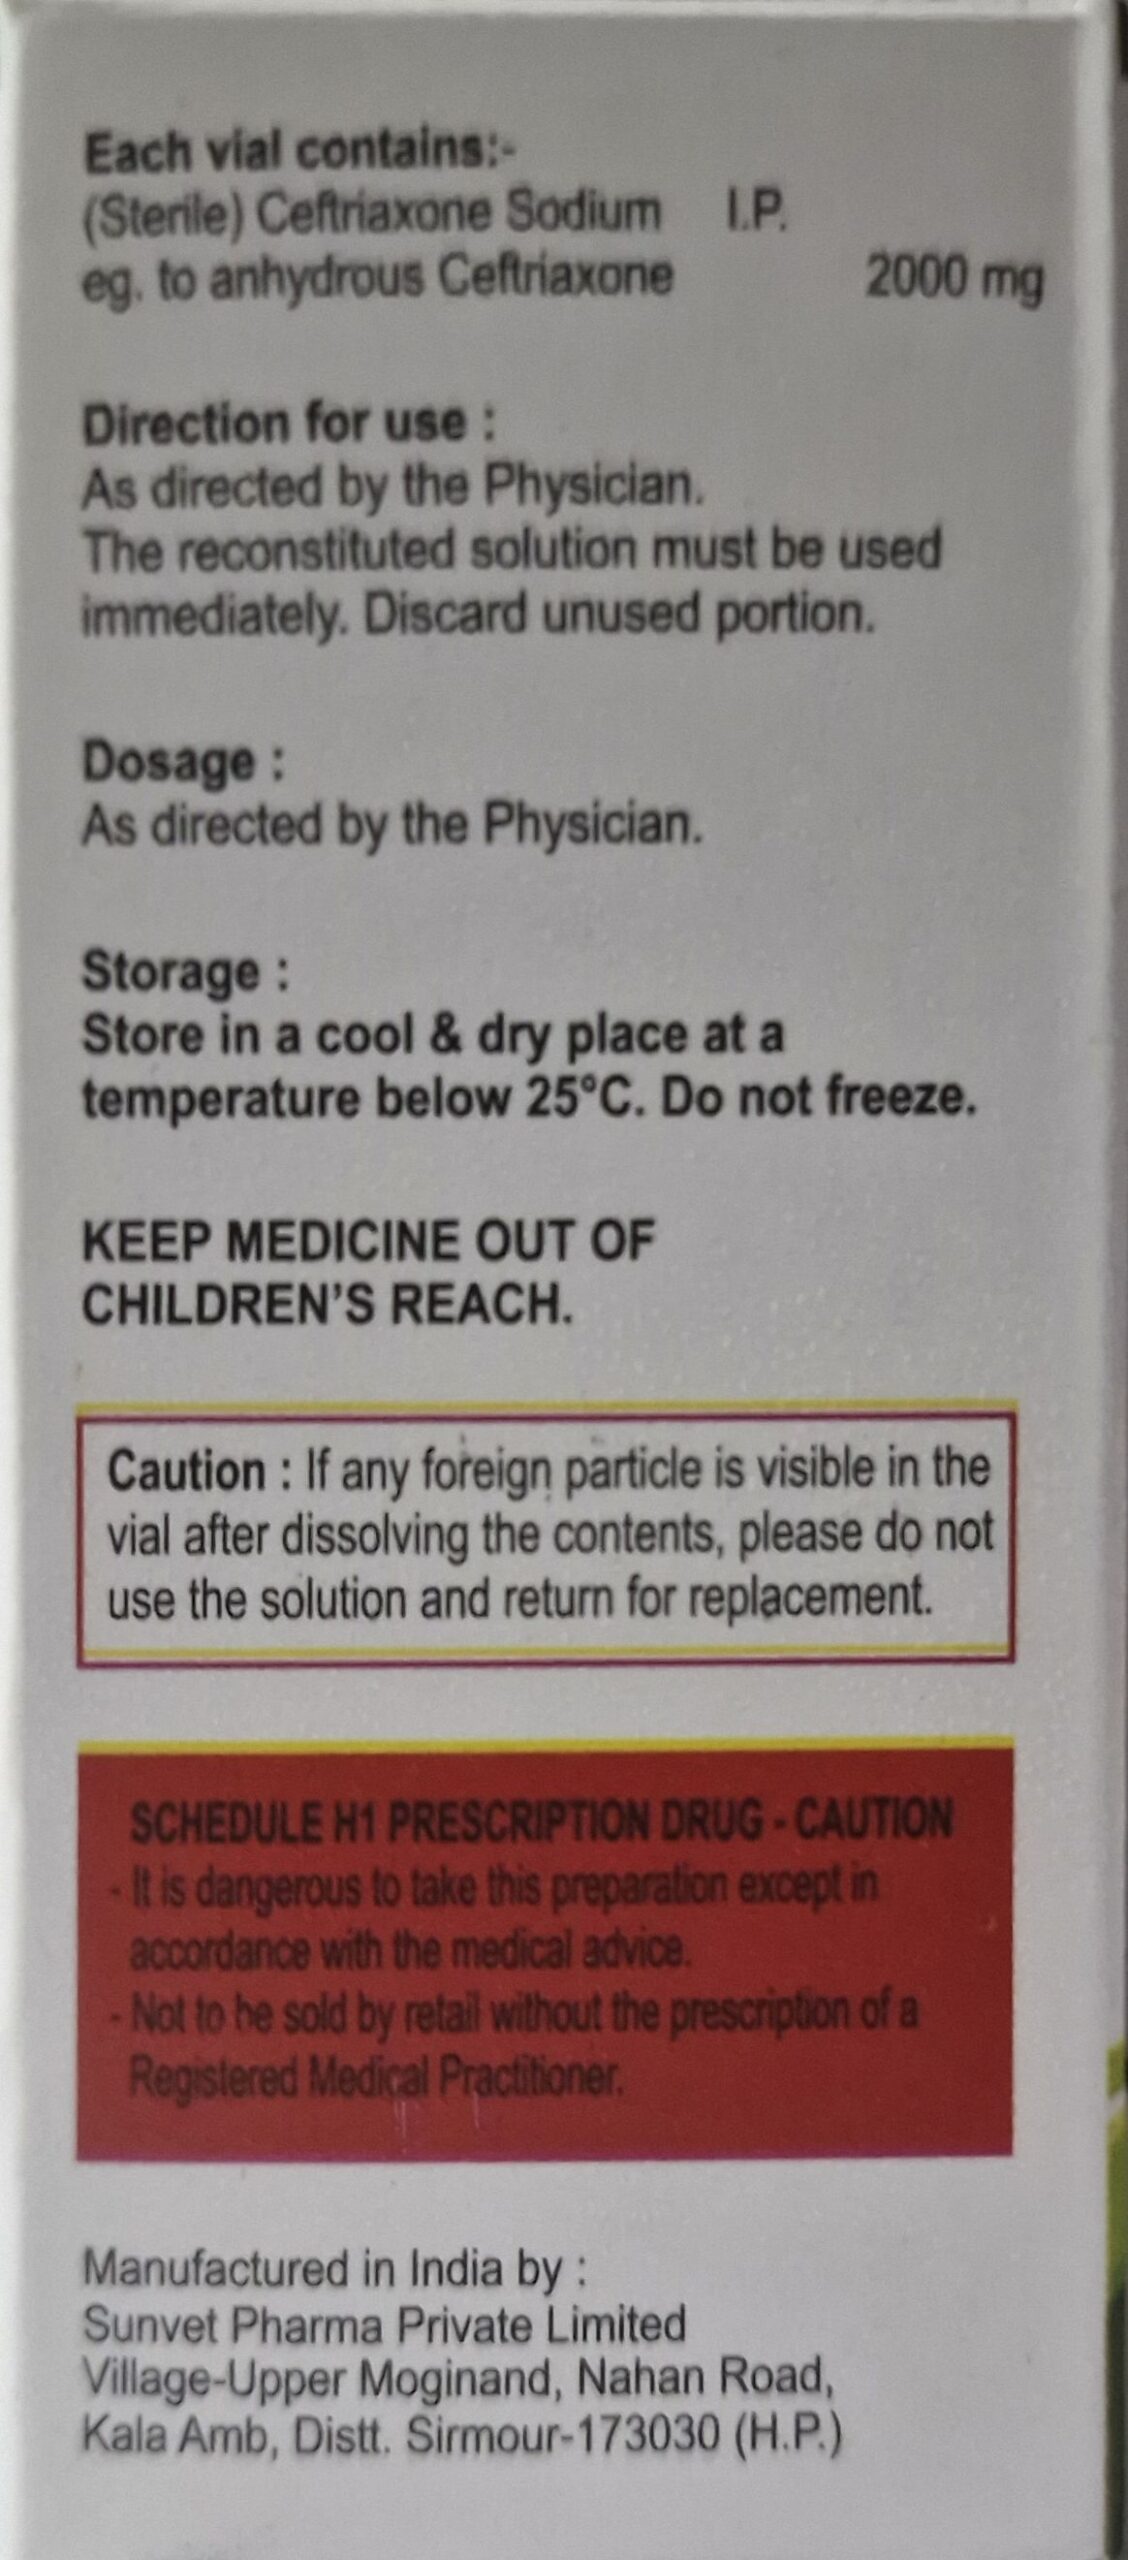 Each vial contains:-
(Sterile) Ceftriaxone Sodium I.P.
eg. to anhydrous Ceftriaxone 2000 mg
Direction for use :
As directed by the Physician.
The reconstituted solution must be used
immediately. Discard unused portion.
Dosage :
As directed by the Physician.
Storage :
Store in a cool & dry place at a
temperature below 25°C. Do not freeze.
KEEP MEDICINE OUT OF
CHILDREN'S REACH.
Caution : If any foreign particle is visible in the
vial after dissolving the contents, please do not
use the solution and return for replacement.
SCHEDULE H1 PRESCRIPTION DRUG - CAUTION
- It is dangerous to take this preparation except in
accordance with the medical advice.
- Not to be sold by retail without the prescription of a
Registered Medical Practitioner.
Manufactured in India by :
Sunvet Pharma Private Limited
Village-Upper Moginand, Nahan Road,
Kala Amb, Distt. Sirmour-173030 (H.P.)